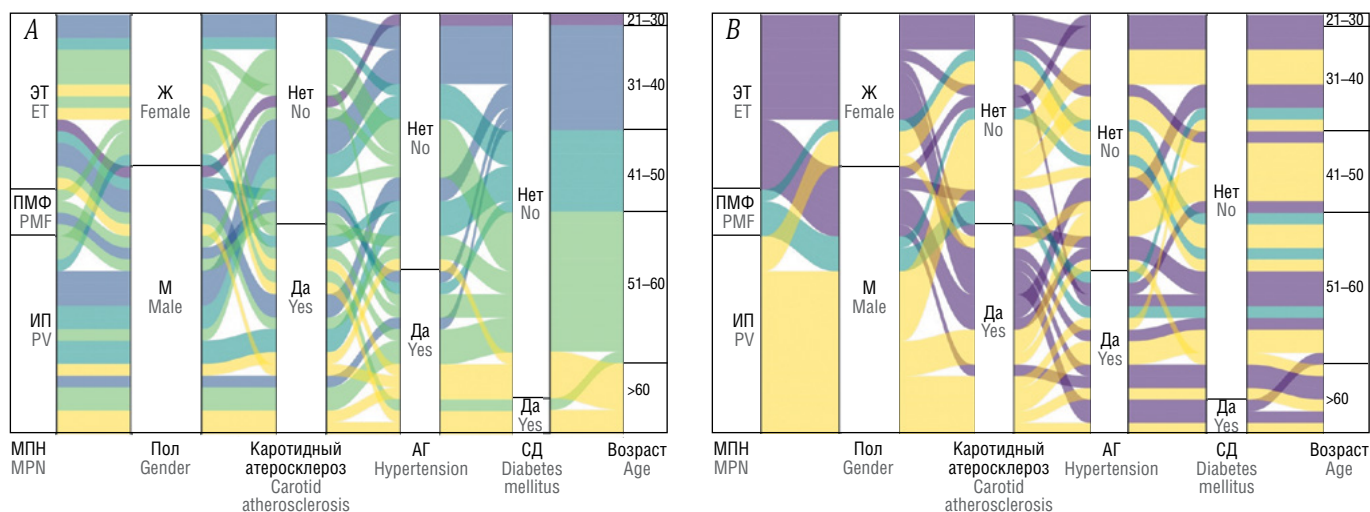 A
ЭТ
ET
ПМФ
PMF
ИП
PV
Ж
Female
М
Male
Нет
No
Да
Yes
Нет
No
Да
Yes
Нет
No
Да
Yes
21–30
31–40
41–50
51–60
>60
МПН
MPN
Пол
Gender
Каротидный
атеросклероз
Carotid
atherosclerosis
АГ
Hypertension
СД
Diabetes
mellitus
Возраст
Age
B
ЭТ
ET
ПМФ
PMF
ИП
PV
Ж
Female
М
Male
Нет
No
Да
Yes
Нет
No
Да
Yes
Нет
No
Да
Yes
21–30
31–40
41–50
51–60
>60
МПН
MPN
Пол
Gender
Каротидный
атеросклероз
Carotid
atherosclerosis
АГ
Hypertension
СД
Diabetes
mellitus
Возраст
Age